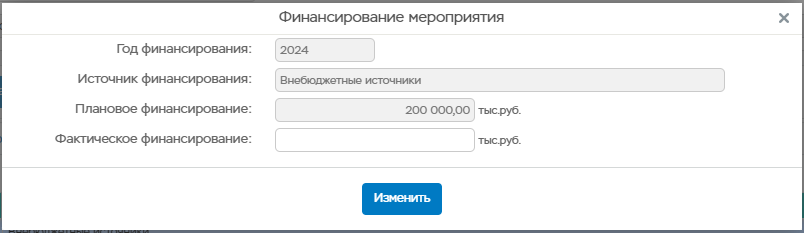 Финансирование мероприятия
Год финансирования: 2024
Источник финансирования: Внебюджетные источники
Плановое финансирование: 200 000,00 тыс.руб.
Фактическое финансирование: тыс.руб.
Изменить